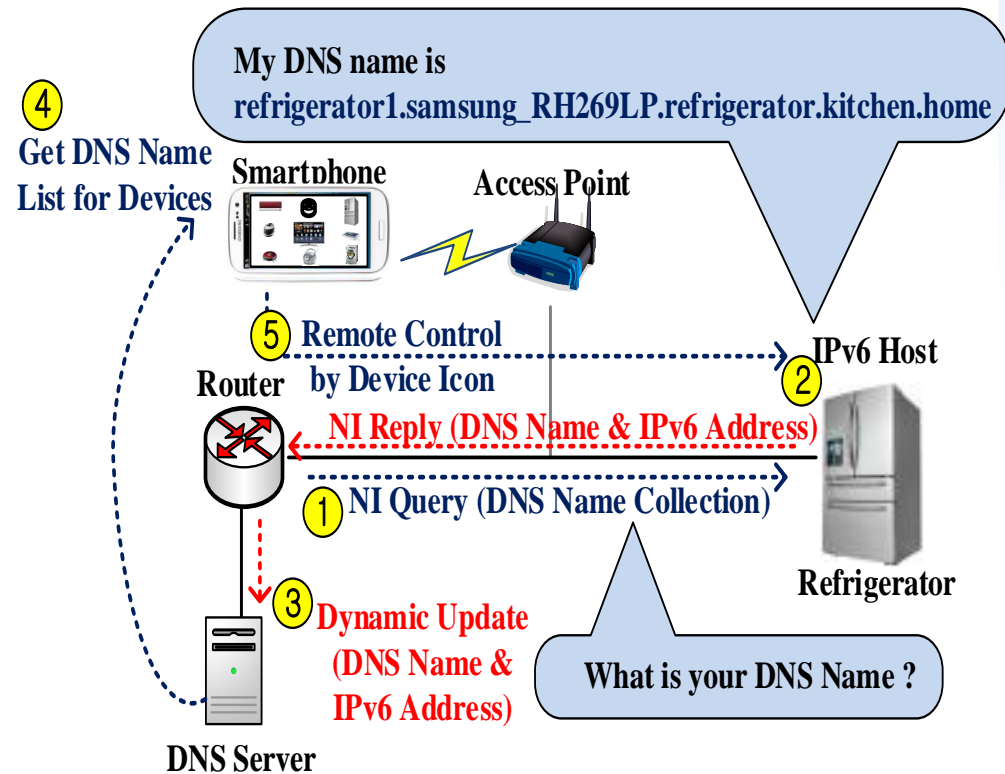 My DNS name is
refrigerator1.samsung_RH269LP.refrigerator.kitchen.home
4
Get DNS Name
List for Devices
Smartphone
Access Point
5
Remote Control
by Device Icon
IPv6 Host
2
Router
NI Reply (DNS Name & IPv6 Address)
1
NI Query (DNS Name Collection)
Refrigerator
3
Dynamic Update
(DNS Name &
IPv6 Address)
What is your DNS Name ?
DNS Server